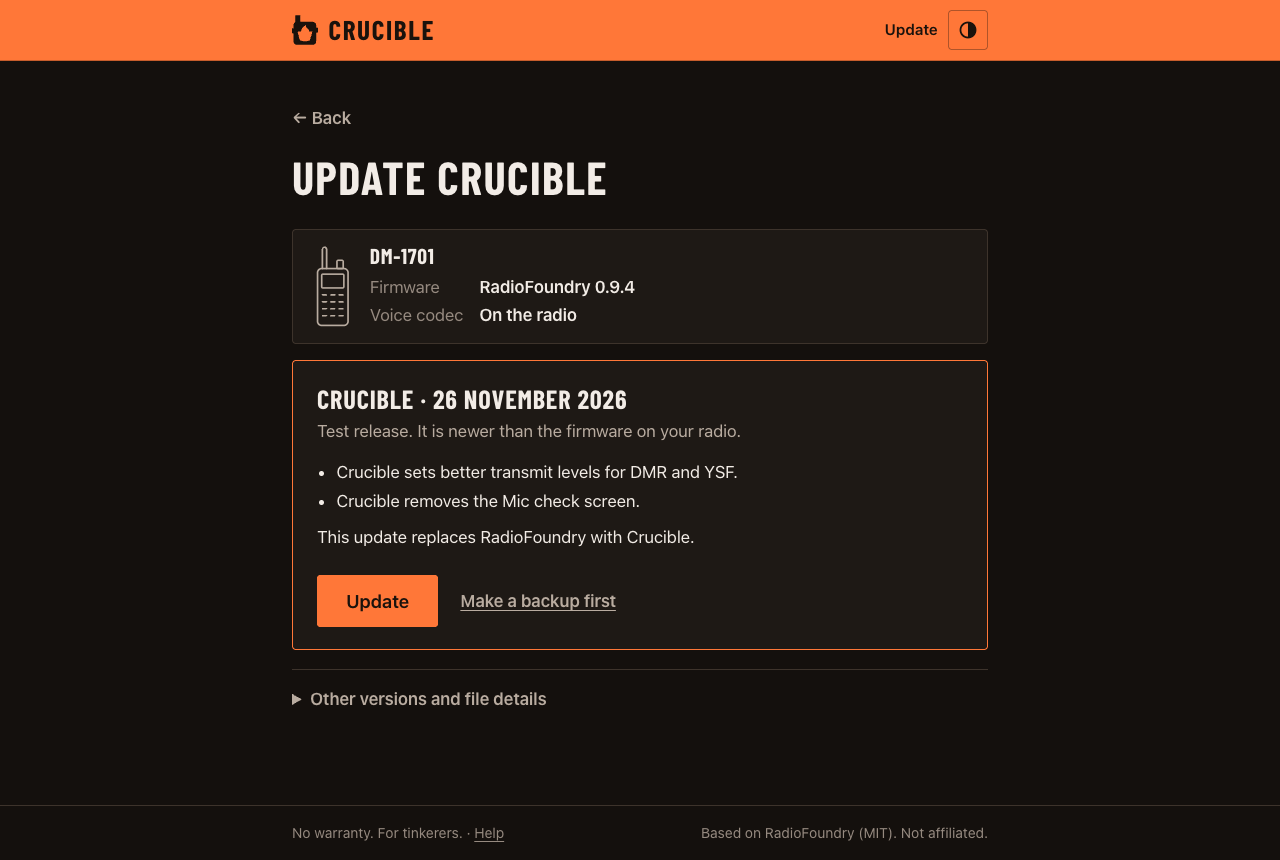 CRUCIBLE
Update
← Back
UPDATE CRUCIBLE
DM-1701
Firmware RadioFoundry 0.9.4
Voice codec On the radio
CRUCIBLE · 26 NOVEMBER 2026
Test release. It is newer than the firmware on your radio.
• Crucible sets better transmit levels for DMR and YSF.
• Crucible removes the Mic check screen.
This update replaces RadioFoundry with Crucible.
Update Make a backup first
Other versions and file details
No warranty. For tinkerers. · Help
Based on RadioFoundry (MIT). Not affiliated.